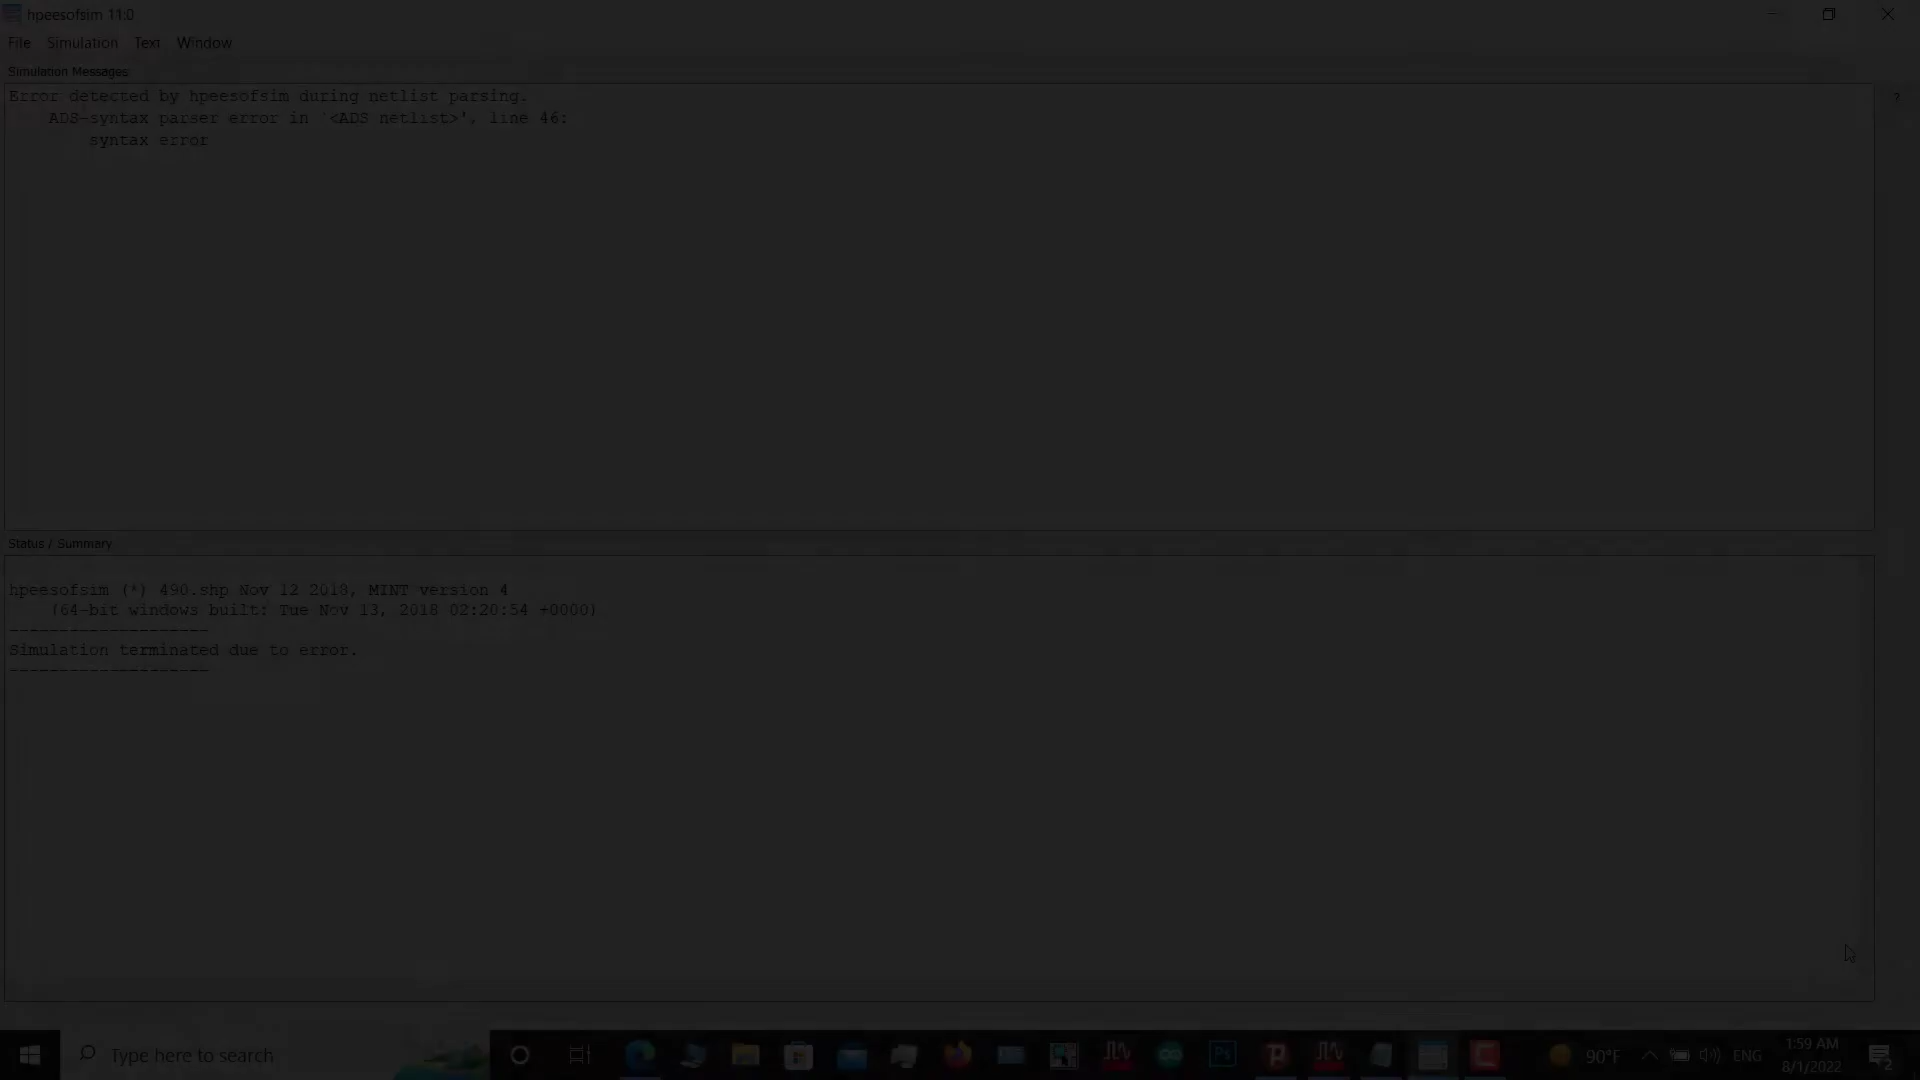 hpeesofsim 11:0
File Simulation Text Window
Simulation Messages
Error detected by hpeesofsim during netlist parsing.
ADS-syntax parser error in '<ADS netlist>', line 46:
syntax error
?
Status / Summary
hpeesofsim (*) 490.shp Nov 12 2018, MINT version 4
(64-bit windows built: Tue Nov 13, 2018 02:20:54 +0000)
--------------------
Simulation terminated due to error.
--------------------
Type here to search
Ps
90°F
ENG
1:59 AM
8/1/2022
2